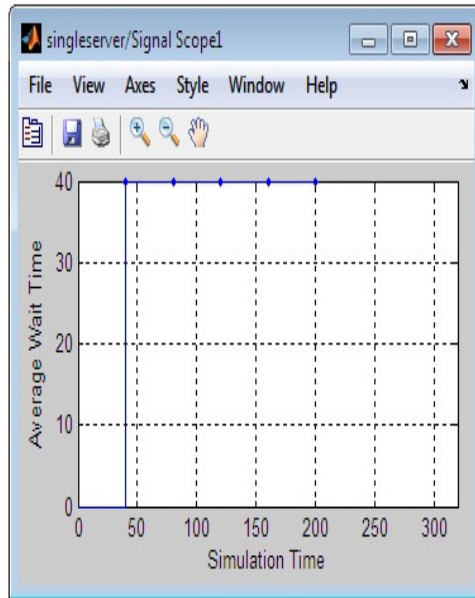 singleserver/Signal Scope1
File View Axes Style Window Help
40
30
20
10
0
Average Wait Time
0 50 100 150 200 250 300
Simulation Time